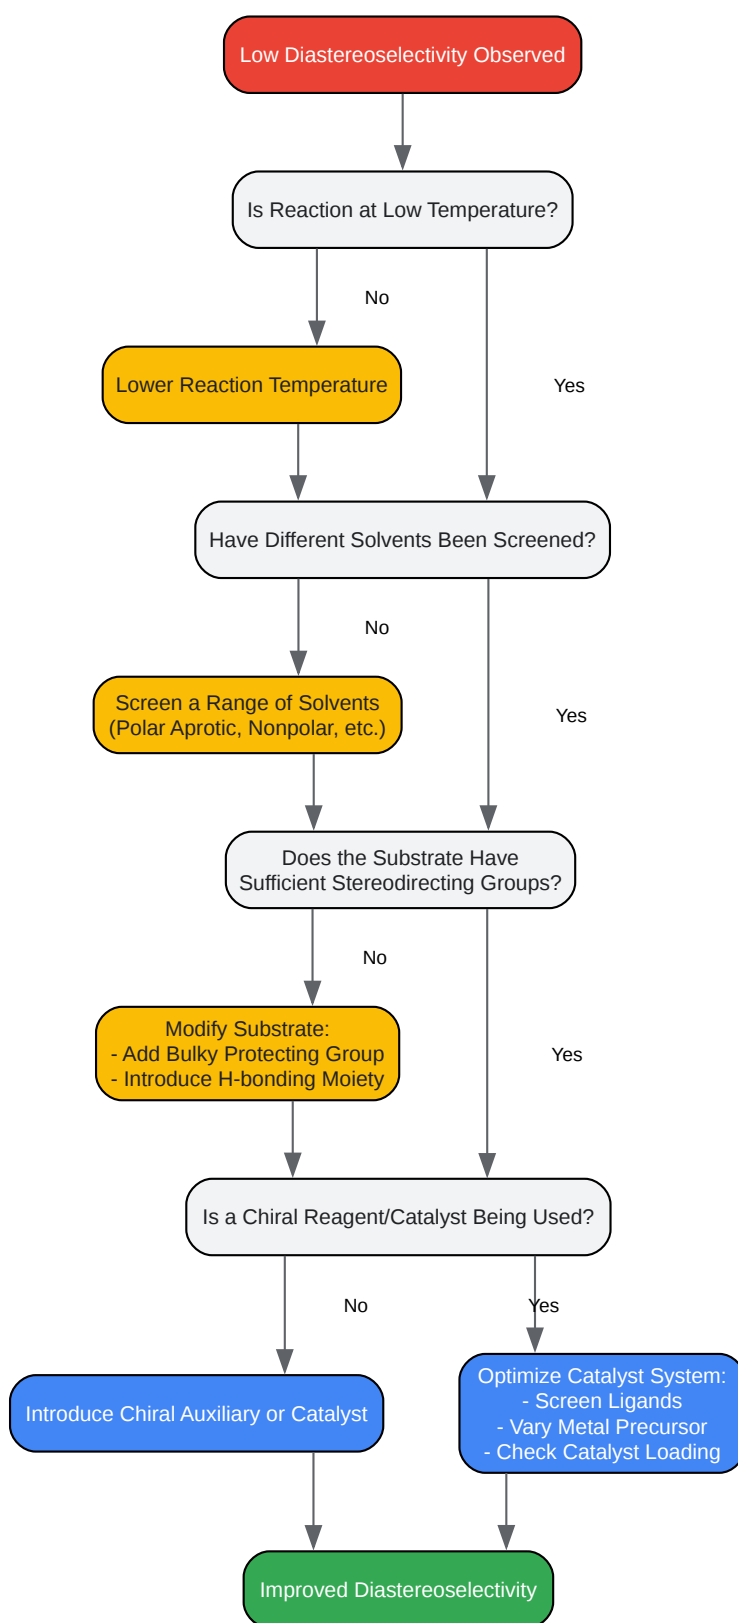 Low Diastereoselectivity Observed
Is Reaction at Low Temperature?
No
Lower Reaction Temperature
Yes
Have Different Solvents Been Screened?
No
Screen a Range of Solvents
(Polar Aprotic, Nonpolar, etc.)
Yes
Does the Substrate Have
Sufficient Stereodirecting Groups?
No
Modify Substrate:
- Add Bulky Protecting Group
- Introduce H-bonding Moiety
Yes
Is a Chiral Reagent/Catalyst Being Used?
No
Yes
Introduce Chiral Auxiliary or Catalyst
Optimize Catalyst System:
- Screen Ligands
- Vary Metal Precursor
- Check Catalyst Loading
Improved Diastereoselectivity